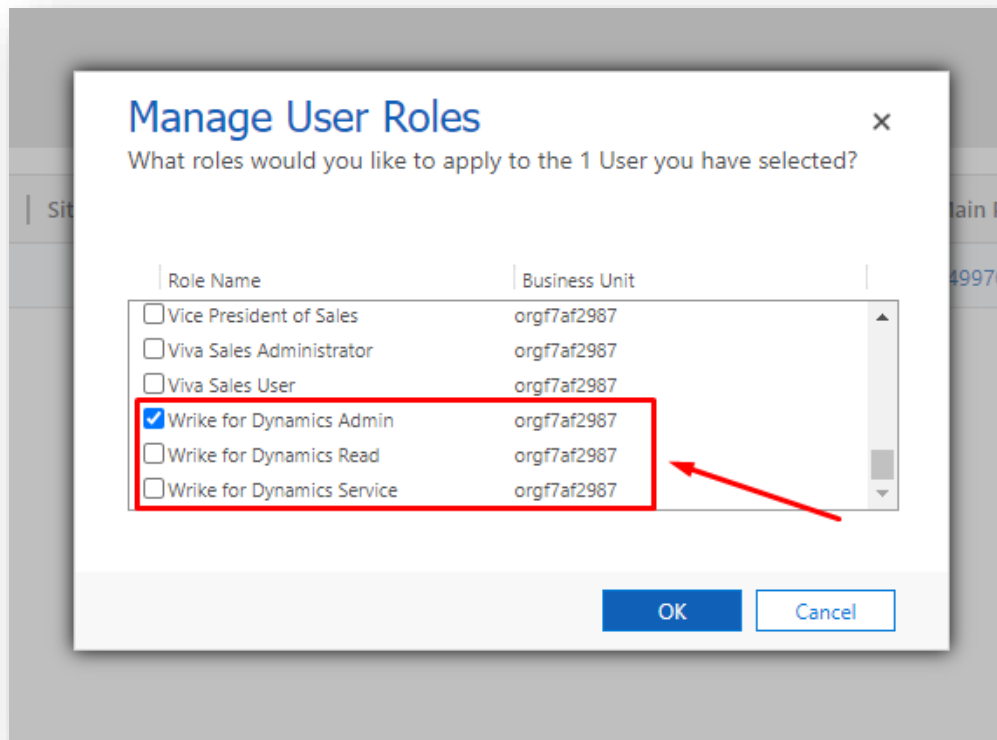 Manage User Roles
What roles would you like to apply to the 1 User you have selected?
Sit
Role Name Business Unit
Vice President of Sales orgf7af2987
Viva Sales Administrator orgf7af2987
Viva Sales User orgf7af2987
Wrike for Dynamics Admin orgf7af2987
Wrike for Dynamics Read orgf7af2987
Wrike for Dynamics Service orgf7af2987
OK Cancel